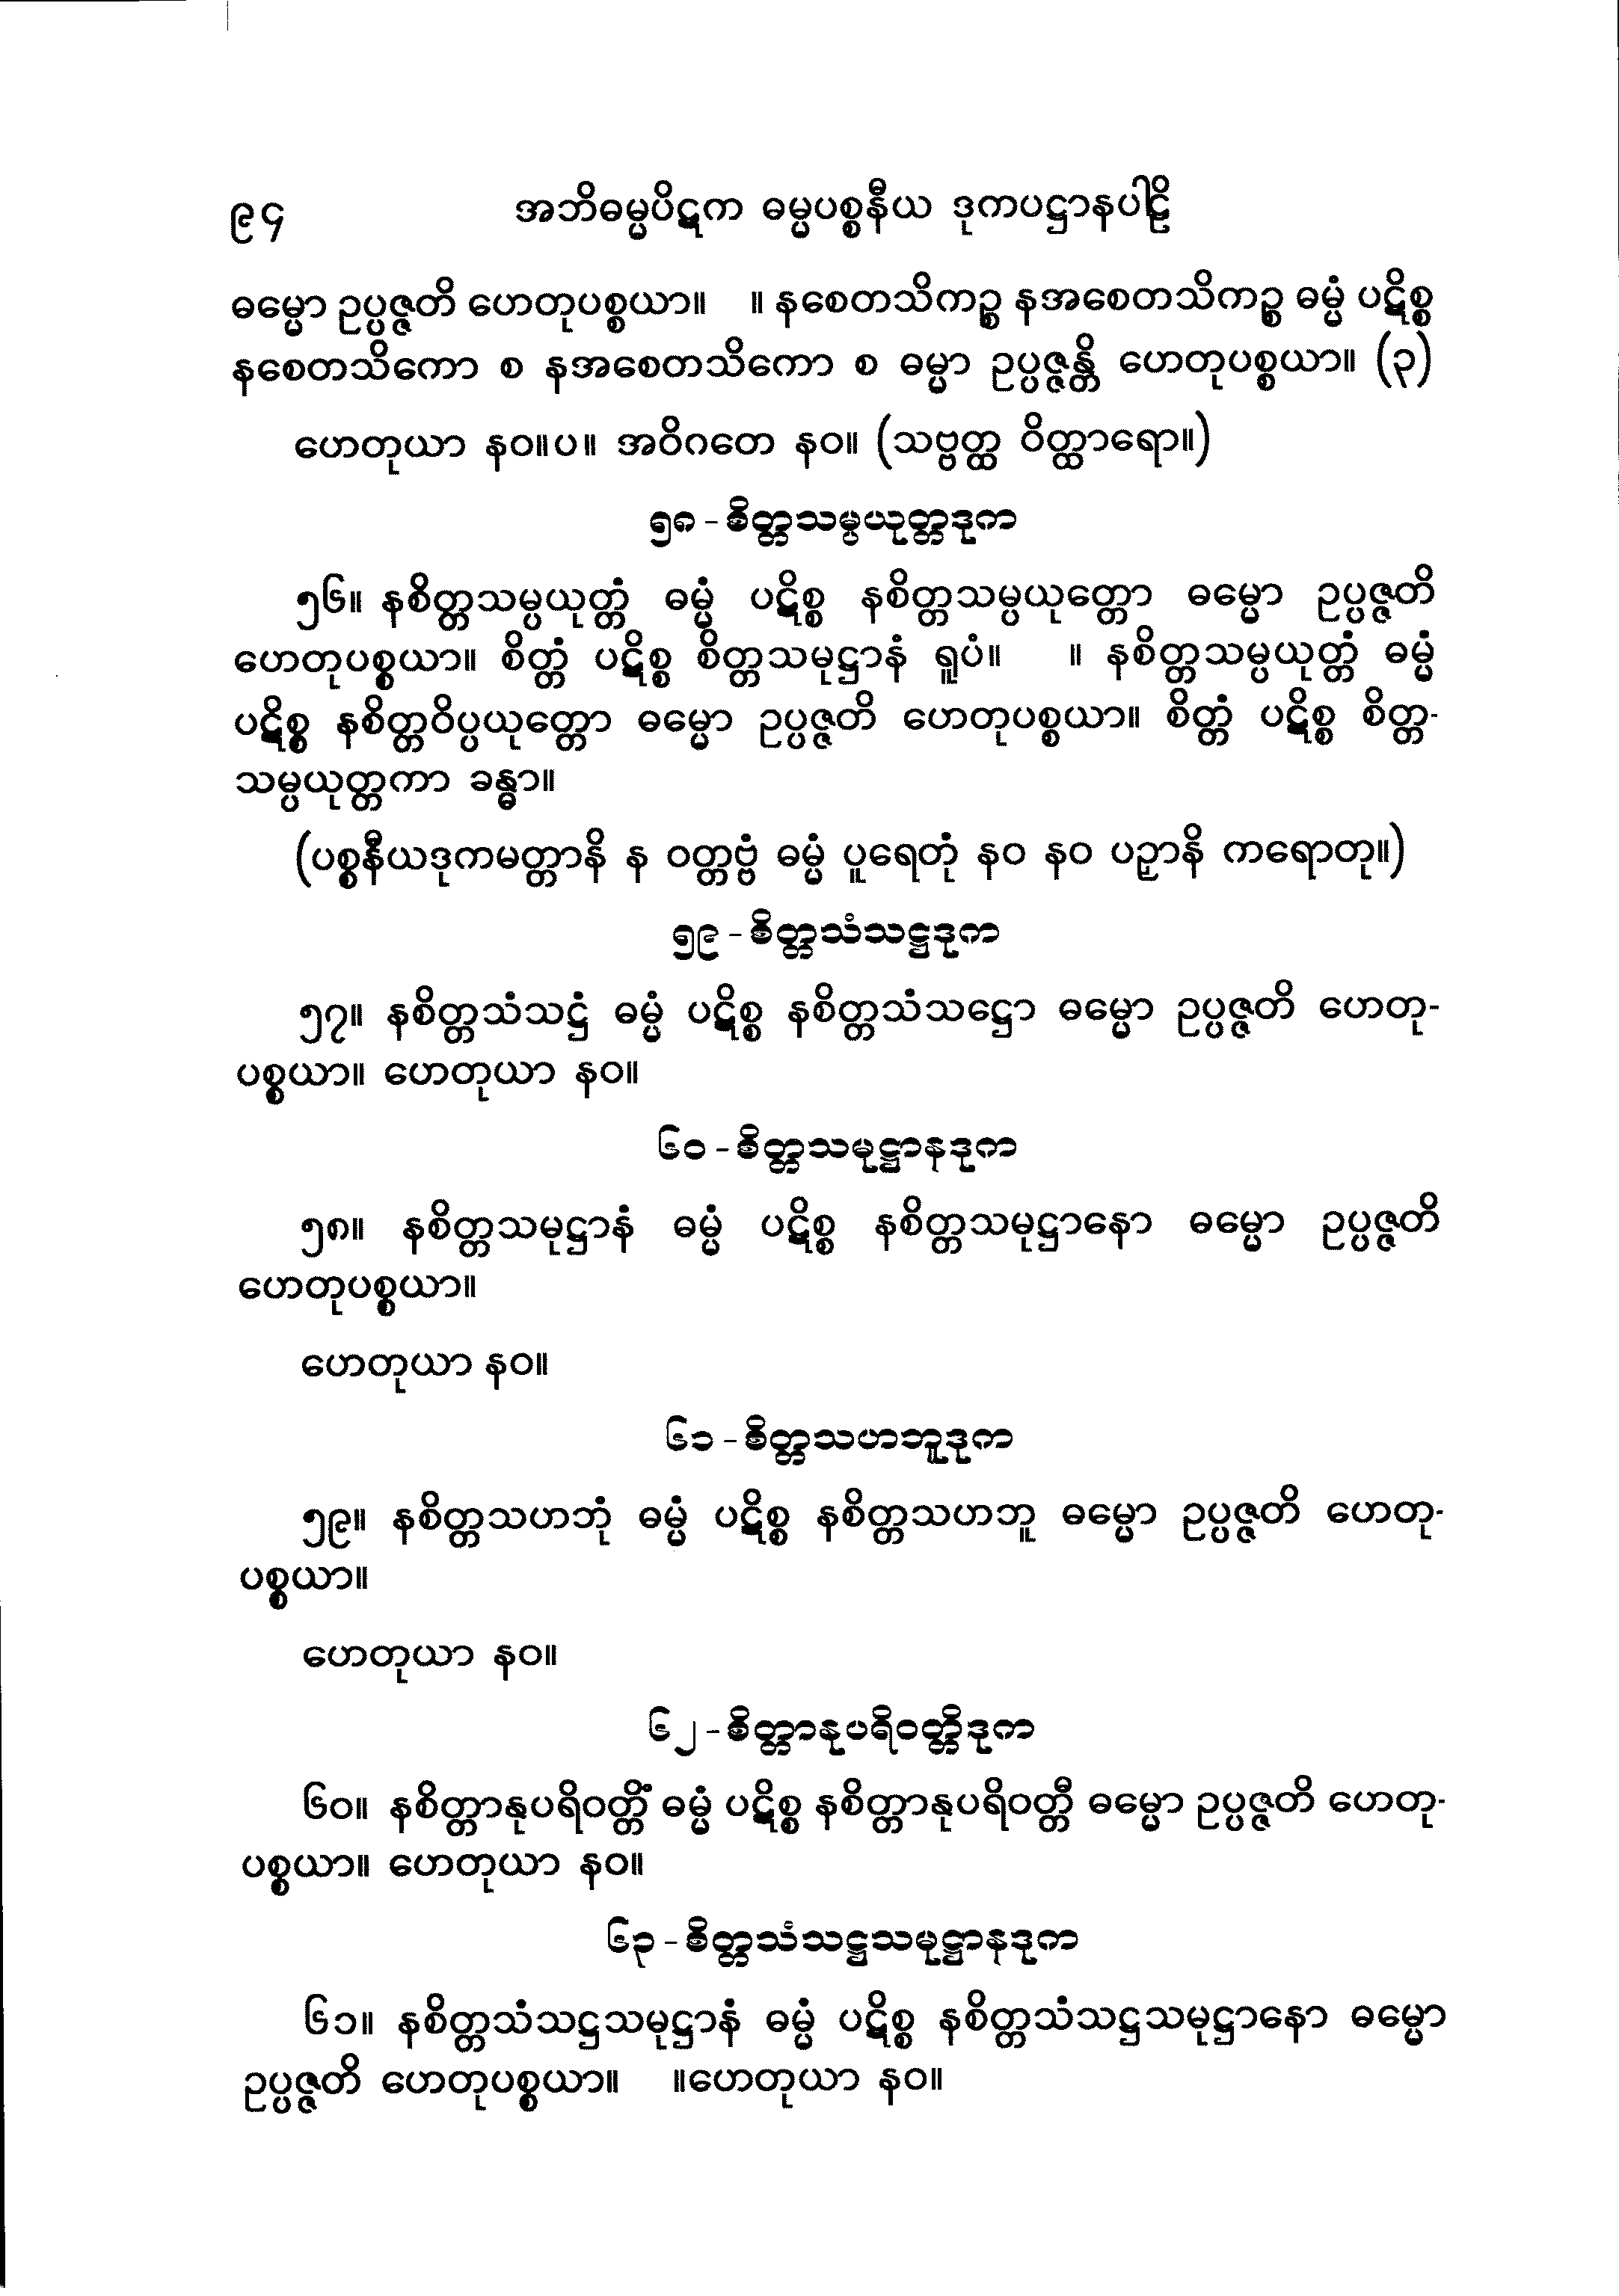 ၉၄ အဘိဓမ္မပိဋက ဓမ္မပစ္စနီယ ဒုကပဋ္ဌာနပါဠိ
ဓမ္မော ဥပ္ပဇ္ဇတိ ဟေတုပစ္စယာ။ ။ နစေတသိကဉ္စ နအစေတသိကဉ္စ ဓမ္မံ ပဋိစ္စ
နစေတသိကော စ နအစေတသိကော စ ဓမ္မာ ဥပ္ပဇ္ဇန္တိ ဟေတုပစ္စယာ။ (၃)
ဟေတုယာ နဝ။ပ။ အဝိဂတေ နဝ။ (သဗ္ဗတ္ထ ဝိတ္ထာရော။)
၅၈ - စိတ္တသမ္ပယုတ္တဒုက
၅၆။ နစိတ္တသမ္ပယုတ္တံ ဓမ္မံ ပဋိစ္စ နစိတ္တသမ္ပယုတ္တော ဓမ္မော ဥပ္ပဇ္ဇတိ
ဟေတုပစ္စယာ။ စိတ္တံ ပဋိစ္စ စိတ္တသမုဋ္ဌာနံ ရူပံ။ ။ နစိတ္တသမ္ပယုတ္တံ ဓမ္မံ
ပဋိစ္စ နစိတ္တဝိပ္ပယုတ္တော ဓမ္မော ဥပ္ပဇ္ဇတိ ဟေတုပစ္စယာ။ စိတ္တံ ပဋိစ္စ စိတ္တ-
သမ္ပယုတ္တကာ ခန္ဓာ။
(ပစ္စနီယဒုကမတ္တာနိ န ဝတ္တဗ္ဗံ ဓမ္မံ ပူရေတုံ နဝ နဝ ပဉှာနိ ကရောတု။)
၅၉ - စိတ္တသံသဋ္ဌဒုက
၅၇။ နစိတ္တသံသဋ္ဌံ ဓမ္မံ ပဋိစ္စ နစိတ္တသံသဋ္ဌော ဓမ္မော ဥပ္ပဇ္ဇတိ ဟေတု-
ပစ္စယာ။ ဟေတုယာ နဝ။
၆၀ - စိတ္တသမုဋ္ဌာနဒုက
၅၈။ နစိတ္တသမုဋ္ဌာနံ ဓမ္မံ ပဋိစ္စ နစိတ္တသမုဋ္ဌာနော ဓမ္မော ဥပ္ပဇ္ဇတိ
ဟေတုပစ္စယာ။
ဟေတုယာ နဝ။
၆၁ - စိတ္တသဟဘူဒုက
၅၉။ နစိတ္တသဟဘုံ ဓမ္မံ ပဋိစ္စ နစိတ္တသဟဘူ ဓမ္မော ဥပ္ပဇ္ဇတိ ဟေတု-
ပစ္စယာ။
ဟေတုယာ နဝ။
၆၂ - စိတ္တာနုပရိဝတ္တိဒုက
၆၀။ နစိတ္တာနုပရိဝတ္တိံ ဓမ္မံ ပဋိစ္စ နစိတ္တာနုပရိဝတ္တီ ဓမ္မော ဥပ္ပဇ္ဇတိ ဟေတု-
ပစ္စယာ။ ဟေတုယာ နဝ။
၆၃ - စိတ္တသံသဋ္ဌသမုဋ္ဌာနဒုက
၆၁။ နစိတ္တသံသဋ္ဌသမုဋ္ဌာနံ ဓမ္မံ ပဋိစ္စ နစိတ္တသံသဋ္ဌသမုဋ္ဌာနော ဓမ္မော
ဥပ္ပဇ္ဇတိ ဟေတုပစ္စယာ။ ။ဟေတုယာ နဝ။